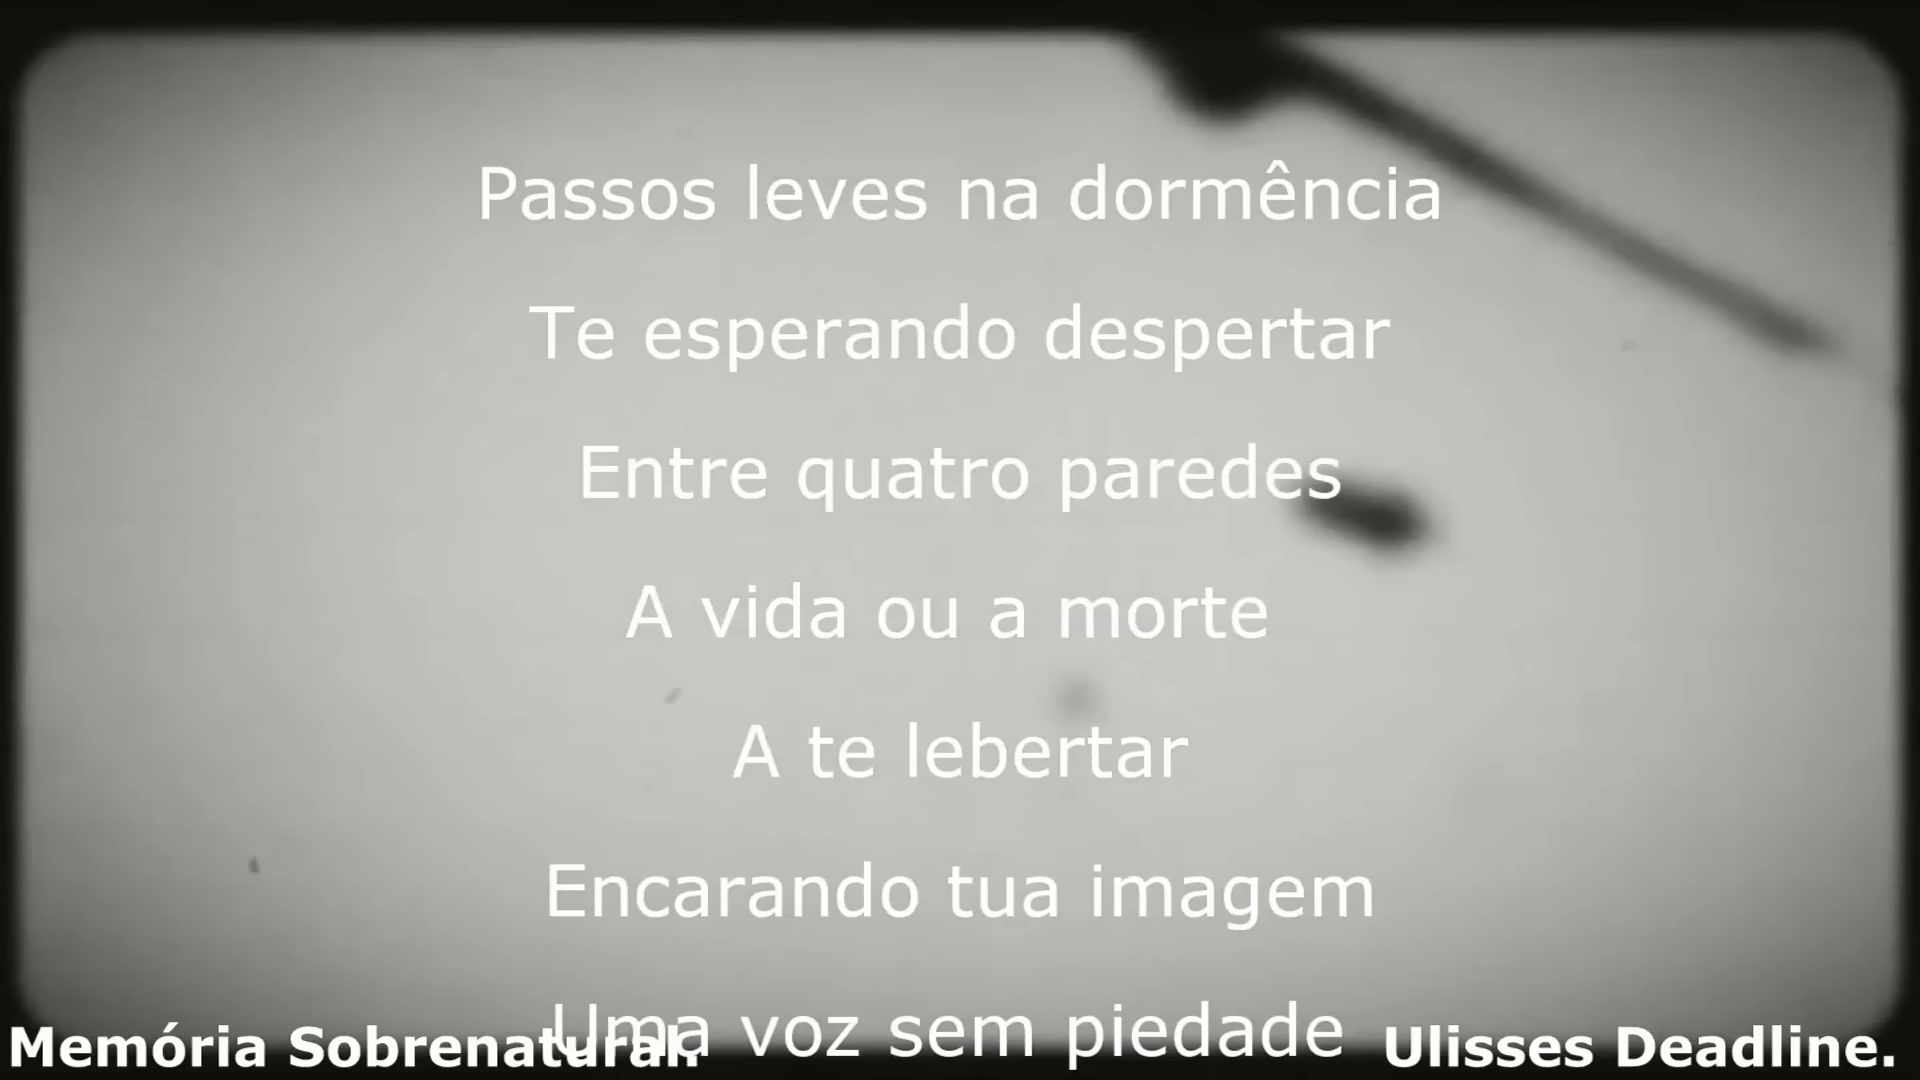 Passos leves na dormência
Te esperando despertar
Entre quatro paredes
A vida ou a morte
A te lebertar
Encarando tua imagem
Uma voz sem piedade
Memória Sobrenatural.
Ulisses Deadline.